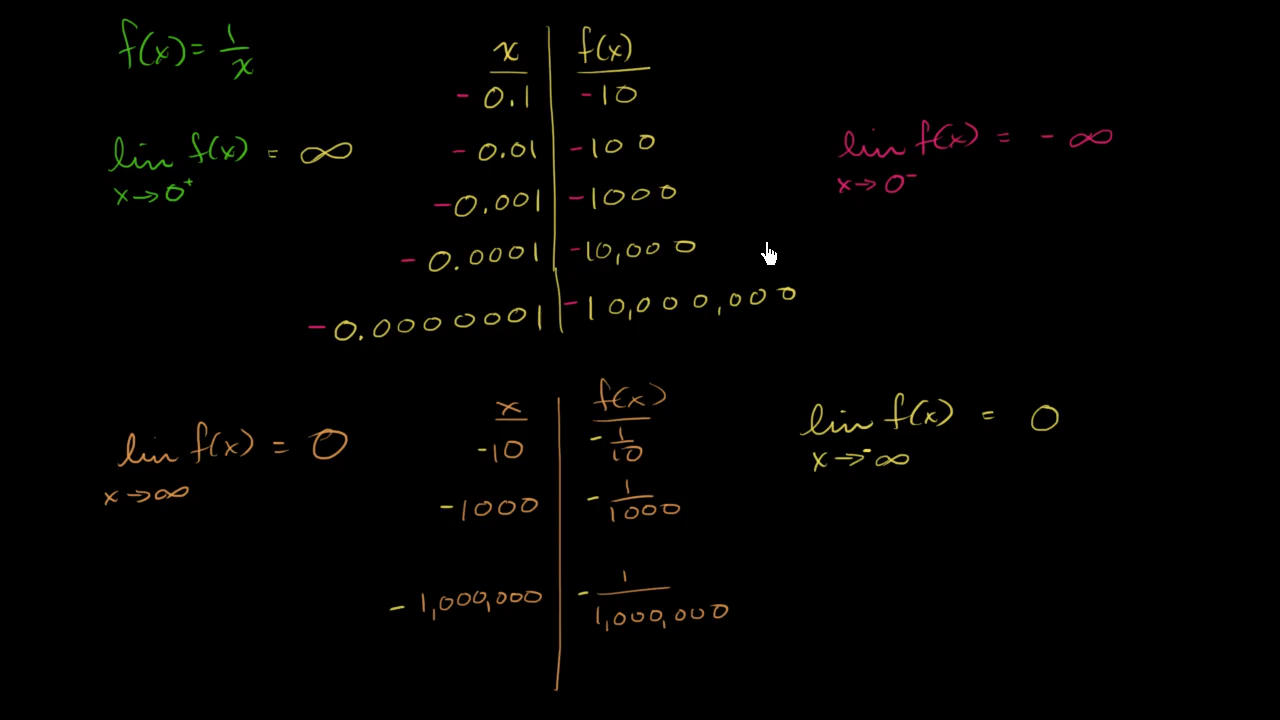 f(x) = 1/x
lim f(x) = ∞
x→0⁺
x | f(x)
-0.1 | -10
-0.01 | -100
-0.001 | -1000
-0.0001 | -10,000
-0.0000001 | -10,000,000
lim f(x) = -∞
x→0⁻
lim f(x) = 0
x→∞
x | f(x)
-10 | -1/10
-1000 | -1/1000
-1,000,000 | -1/1,000,000
lim f(x) = 0
x→-∞